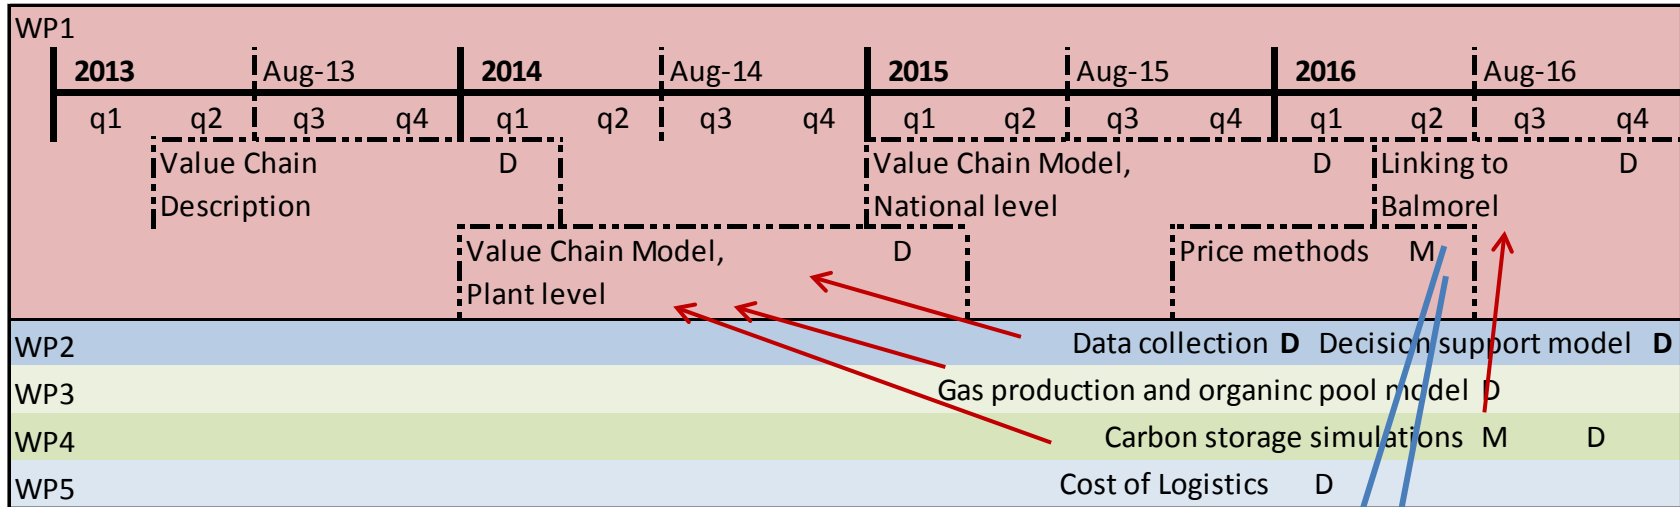 WP1
2013 Aug-13 2014 Aug-14 2015 Aug-15 2016 Aug-16
q1 q2 q3 q4 q1 q2 q3 q4 q1 q2 q3 q4 q1 q2 q3 q4
Value Chain D Value Chain Model, D Linking to D
Description National level Balmorel
Value Chain Model, D Price methods M
Plant level
WP2 Data collection D Decision support model D
WP3 Gas production and organinc pool model D
WP4 Carbon storage simulations M D
WP5 Cost of Logistics D